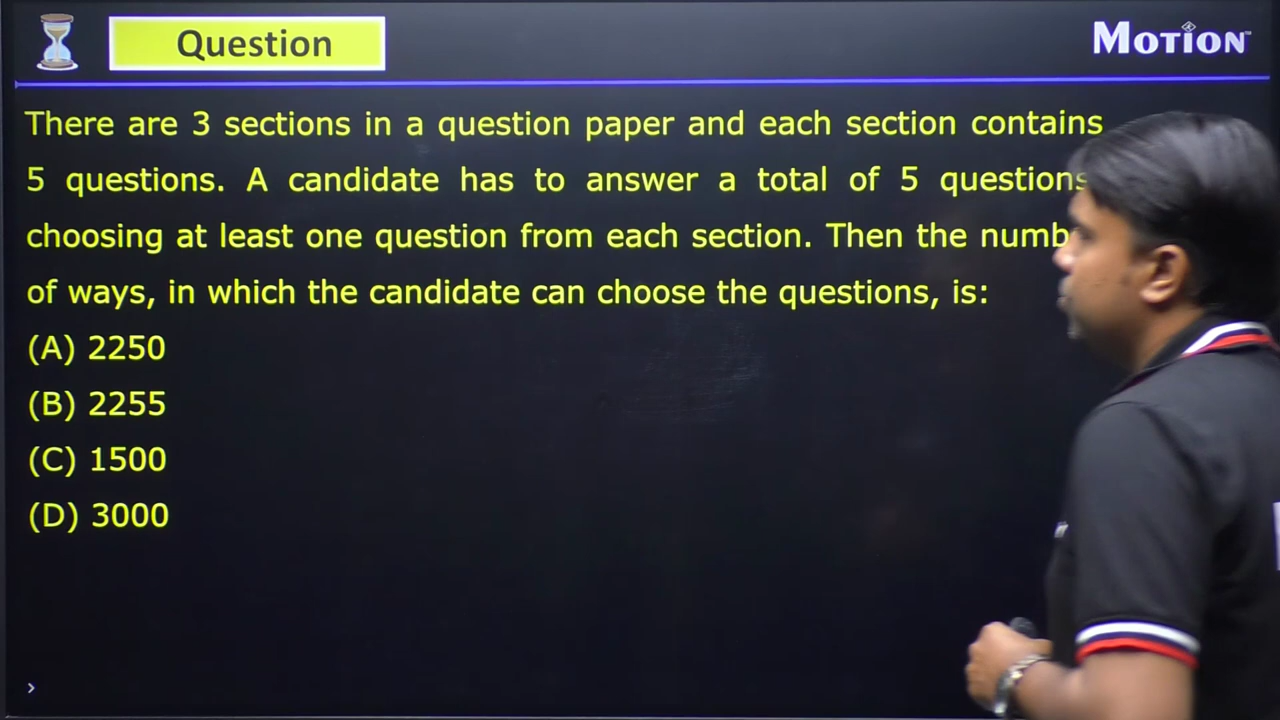 Question
MOTION™
There are 3 sections in a question paper and each section contains
5 questions. A candidate has to answer a total of 5 questions
choosing at least one question from each section. Then the numb
of ways, in which the candidate can choose the questions, is:
(A) 2250
(B) 2255
(C) 1500
(D) 3000